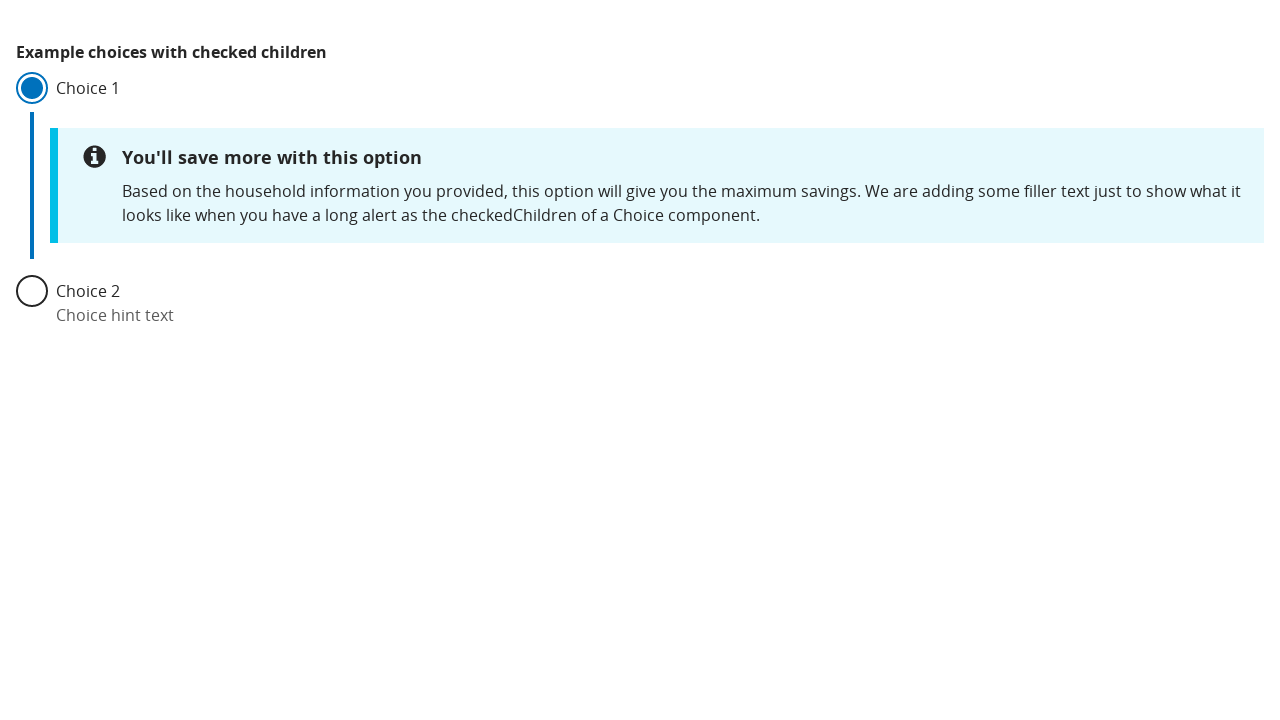 Example choices with checked children
Choice 1
You'll save more with this option
Based on the household information you provided, this option will give you the maximum savings. We are adding some filler text just to show what it
looks like when you have a long alert as the checkedChildren of a Choice component.
Choice 2
Choice hint text